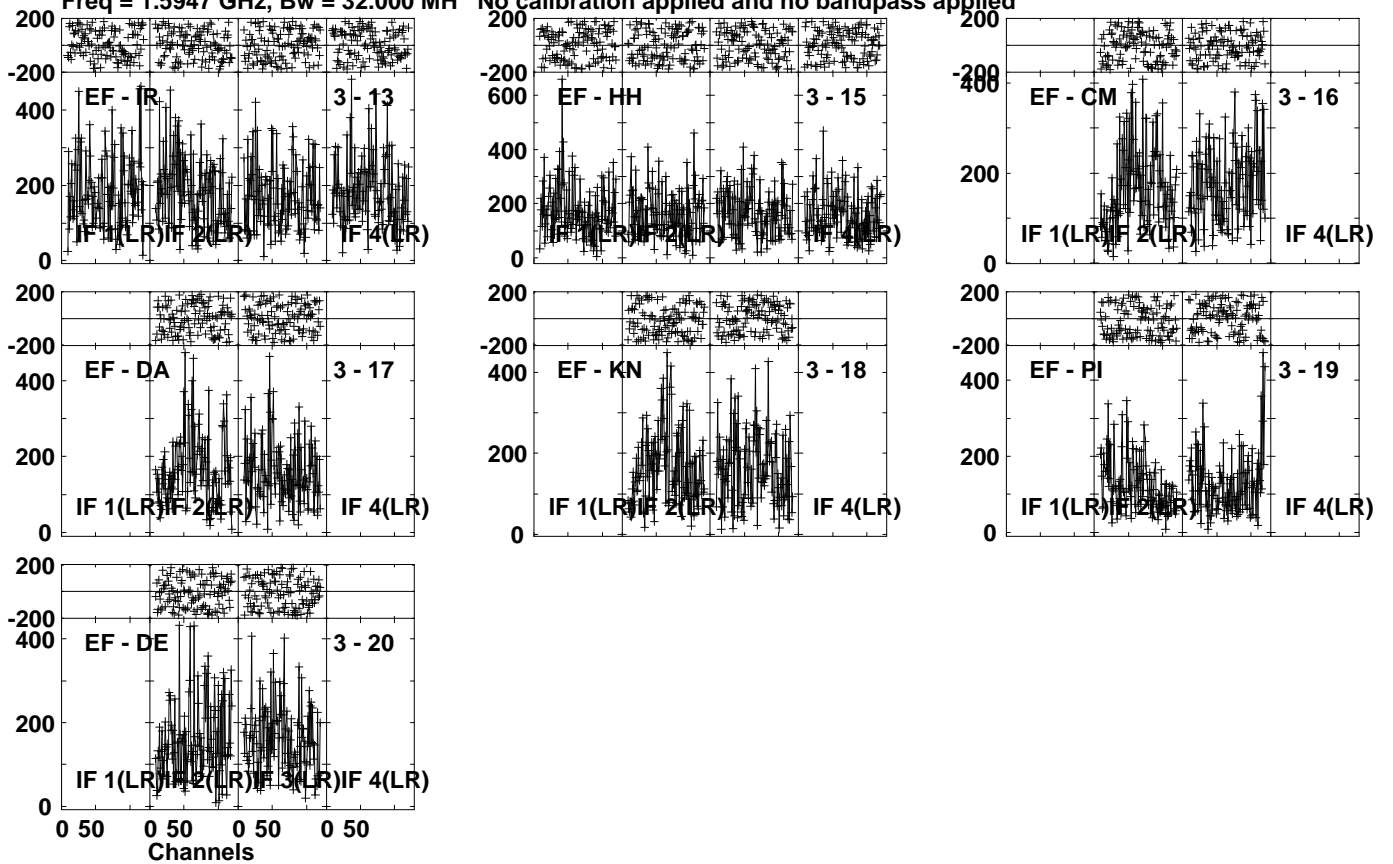 Freq = 1.5947 GHz, Bw = 32.000 MH No calibration applied and no bandpass applied
200
-200
EF - IR
3 - 13
400
200
0
IF 1(LR) IF 2(LR) IF 4(LR)
200
-200
EF - HH
3 - 15
600
400
200
0
IF 1(LR) IF 2(LR) IF 4(LR)
200
-200
400
EF - CM
3 - 16
200
0
IF 1(LR) IF 2(LR) IF 4(LR)
200
-200
EF - DA
3 - 17
400
200
0
IF 1(LR) IF 2(LR) IF 4(LR)
200
-200
EF - KN
3 - 18
400
200
0
IF 1(LR) IF 2(LR) IF 4(LR)
200
-200
EF - PI
3 - 19
400
200
0
IF 1(LR) IF 2(LR) IF 4(LR)
200
-200
EF - DE
3 - 20
400
200
0
IF 1(LR) IF 2(LR) IF 3(LR) IF 4(LR)
0 50 0 50 0 50 0 50
Channels